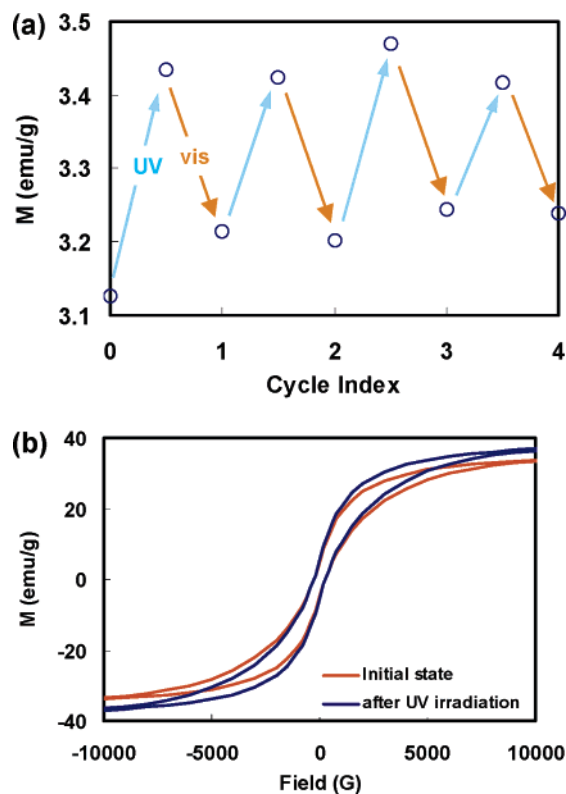 (a)
3.5
3.4
3.3
3.2
3.1
M (emu/g)
UV
vis
0 1 2 3 4
Cycle Index
(b)
40
20
0
-20
-40
M (emu/g)
Initial state
after UV irradiation
-10000 -5000 0 5000 10000
Field (G)